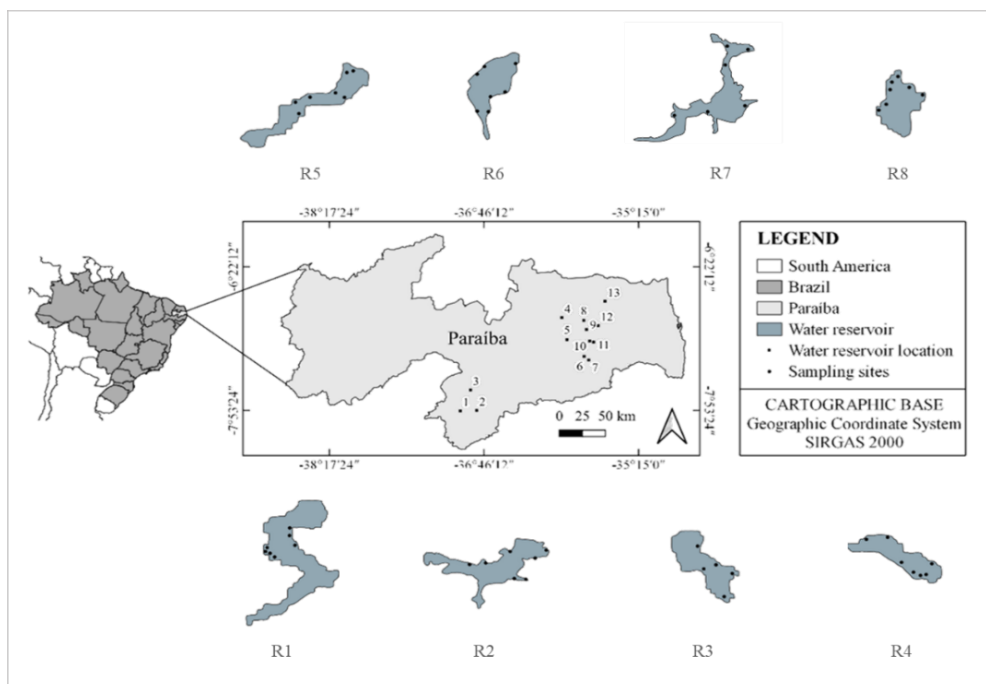 R5
R6
R7
R8
-38°17'24"
-36°46'12"
-35°15'0"
-6°22'12"
-6°22'12"
13
4
8
12
9
5
Paraíba
10
11
6
7
3
1
2
0 25 50 km
-7°53'24"
-7°53'24"
-38°17'24"
-36°46'12"
-35°15'0"
LEGEND
South America
Brazil
Paraíba
Water reservoir
Water reservoir location
Sampling sites
CARTOGRAPHIC BASE
Geographic Coordinate System
SIRGAS 2000
R1
R2
R3
R4